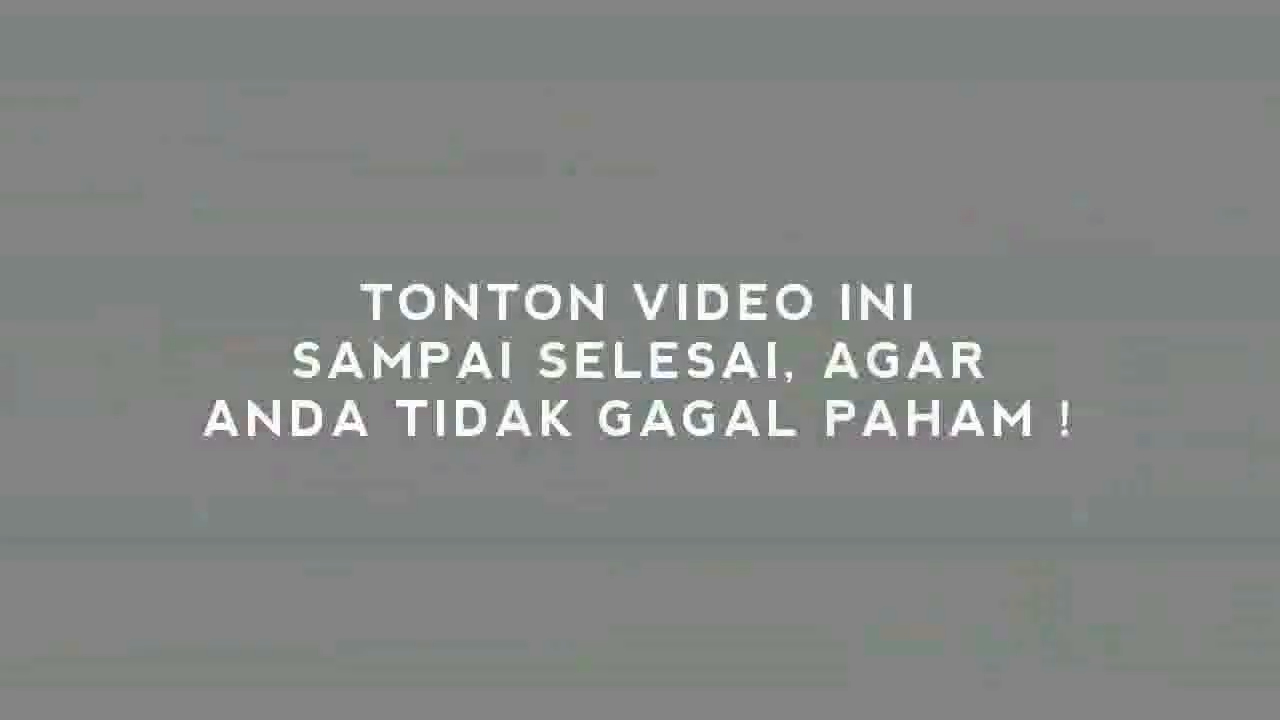 TONTON VIDEO INI
SAMPAI SELESAI, AGAR
ANDA TIDAK GAGAL PAHAM !